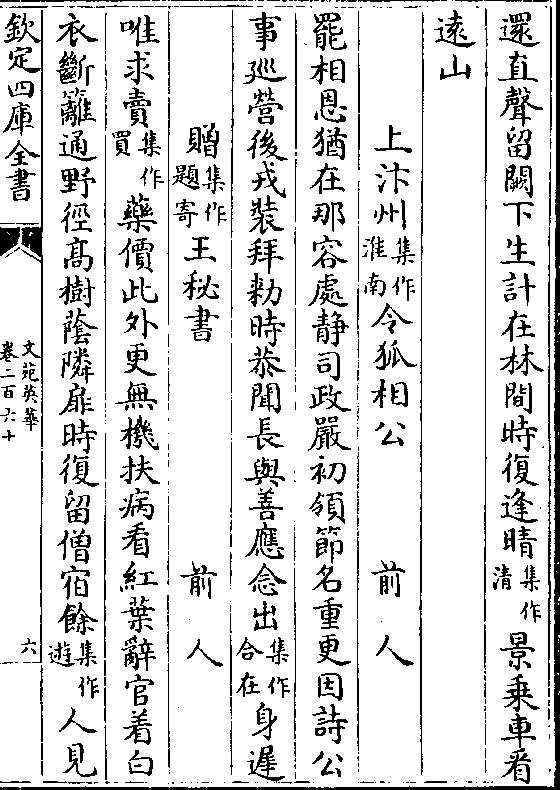 還直聲留闕下生計在林間時復逢晴集作清景乗車看
逺山
上汴州集作淮南令狐相公 前人
罷相恩猶在那容處静司政嚴初領節名重更因詩公
事廵營後戎裝拜勅時恭聞長與善應念出集作合在身遲
贈集作題寄王秘書 前人
唯求賣集作買藥價此外更無機扶病看紅葉辭官着白
衣斷籬通野徑髙樹蔭隣扉時復留僧宿餘集作遊人見
欽定四庫全書
文苑英華
卷二百六十
六